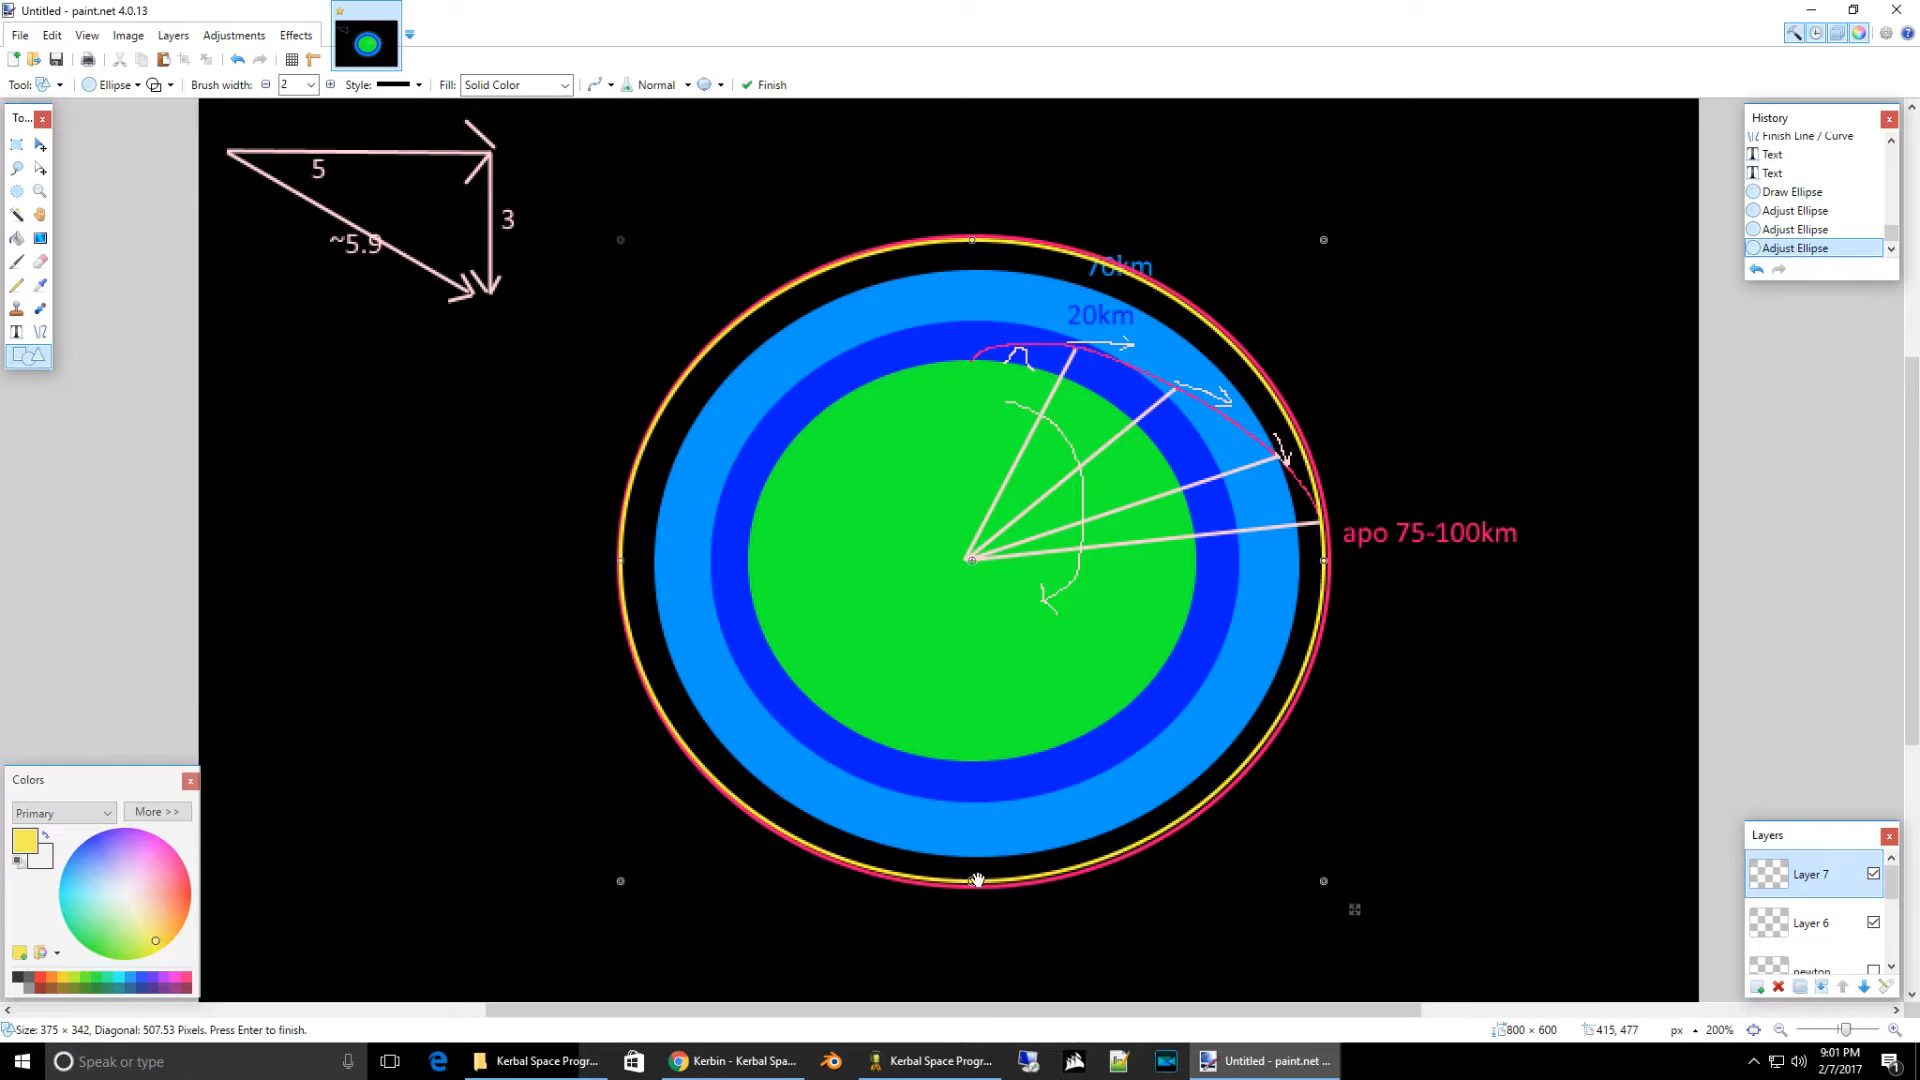 Untitled - paint.net 4.0.13
File Edit View Image Layers Adjustments Effects
Tool: Ellipse Brush width: 2 Style: Fill: Solid Color Normal Finish
To...
5
3
~5.9
70km
20km
apo 75-100km
History
Finish Line / Curve
Text
Text
Draw Ellipse
Adjust Ellipse
Adjust Ellipse
Adjust Ellipse
Colors
Primary
More >>
Layers
Layer 7
Layer 6
newton
Size: 375 × 342, Diagonal: 507.53 Pixels. Press Enter to finish.
800 × 600
415, 477
px
200%
Speak or type
Kerbal Space Progr...
Kerbin - Kerbal Spa...
Kerbal Space Progr...
Untitled - paint.net ...
9:01 PM
2/7/2017
1